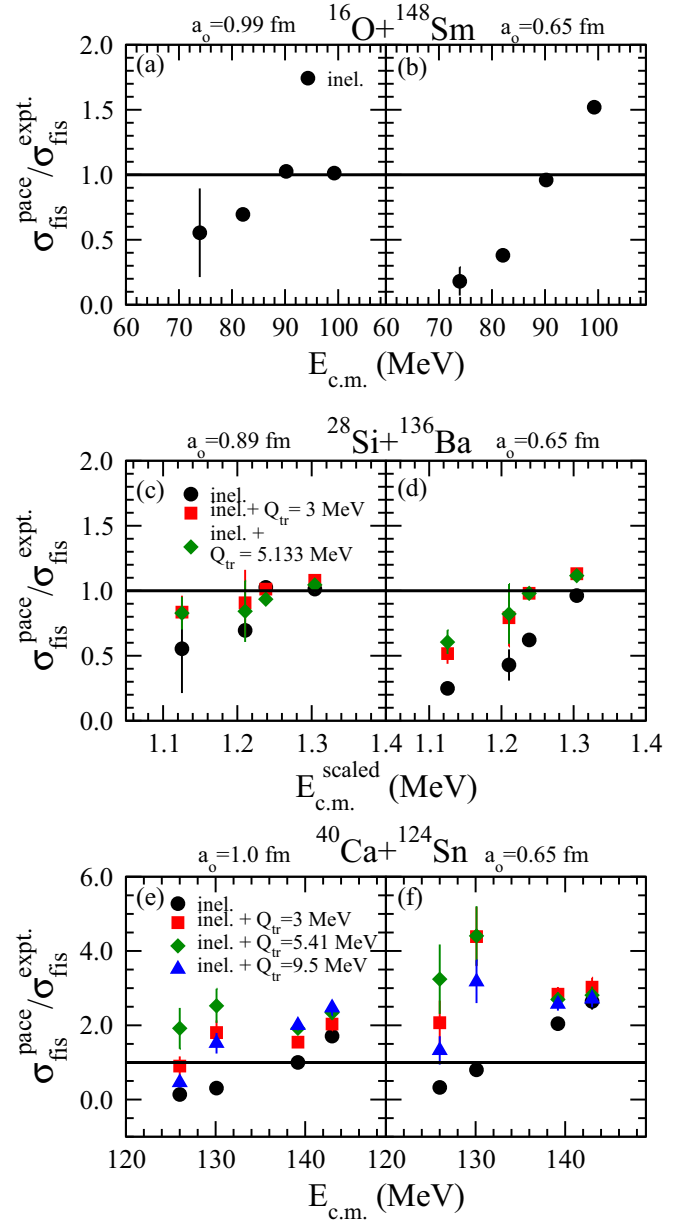 a_o=0.99 fm ^16O+^148Sm a_o=0.65 fm
(a) inel. (b)
σ_fis^pace/σ_fis^expt.
2.0
1.5
1.0
0.5
0.0
60 70 80 90 100 60 70 80 90 100
E_c.m. (MeV)
a_o=0.89 fm ^28Si+^136Ba a_o=0.65 fm
(c) (d)
inel.
inel.+ Q_tr= 3 MeV
inel. +
Q_tr = 5.133 MeV
σ_fis^pace/σ_fis^expt.
2.0
1.5
1.0
0.5
0.0
1.1 1.2 1.3 1.4 1.1 1.2 1.3 1.4
E_c.m.^scaled (MeV)
a_o=1.0 fm ^40Ca+^124Sn a_o=0.65 fm
(e) (f)
inel.
inel. + Q_tr=3 MeV
inel. + Q_tr=5.41 MeV
inel. + Q_tr=9.5 MeV
σ_fis^pace/σ_fis^expt.
6.0
4.0
2.0
0.0
120 130 140 120 130 140
E_c.m. (MeV)